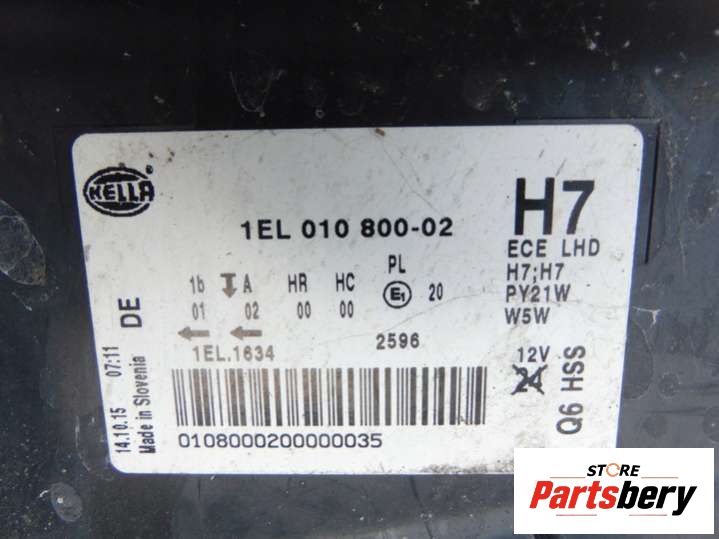 HELLA
1EL 010 800-02
H7
ECE LHD
H7;H7
PY21W
W5W
1b A HR HC PL
01 02 00 00 E1 20
1EL.1634 2596
12V
24
Q6 HSS
0108000200000035
14.10.15 07:11
Made in Slovenia
DE
STORE
Partsbery